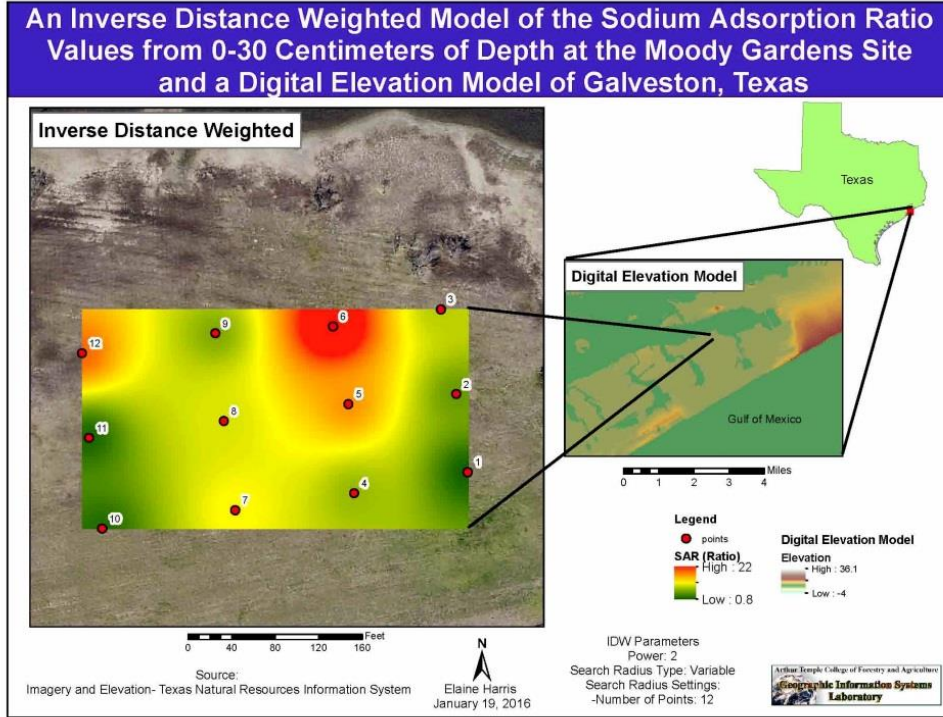 An Inverse Distance Weighted Model of the Sodium Adsorption Ratio
Values from 0-30 Centimeters of Depth at the Moody Gardens Site
and a Digital Elevation Model of Galveston, Texas
Inverse Distance Weighted
Texas
Digital Elevation Model
Gulf of Mexico
3
6
9
12
2
5
8
11
1
4
7
10
Miles
0 0.5 1 2 3 4
Legend
points
SAR (Ratio)
High : 22
Low : 0.8
Digital Elevation Model
Elevation
High : 36.1
Low : -4
Feet
0 20 40 80 120 160
N
Source:
Imagery and Elevation- Texas Natural Resources Information System
Elaine Harris
January 19, 2016
IDW Parameters
Power: 2
Search Radius Type: Variable
Search Radius Settings:
-Number of Points: 12
Arthur Temple College of Forestry and Agriculture
Geographic Information Systems
Laboratory